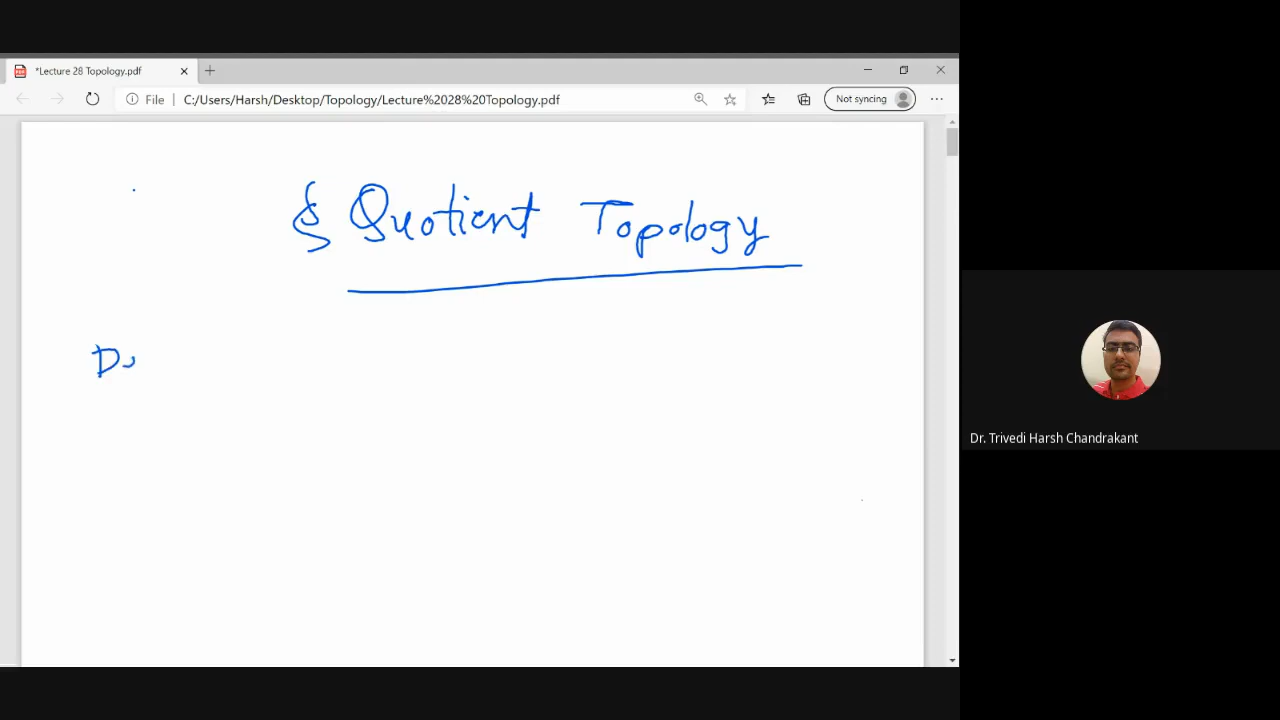 *Lecture 28 Topology.pdf
File | C:/Users/Harsh/Desktop/Topology/Lecture%2028%20Topology.pdf
Not syncing
§ Quotient Topology
D
Dr. Trivedi Harsh Chandrakant